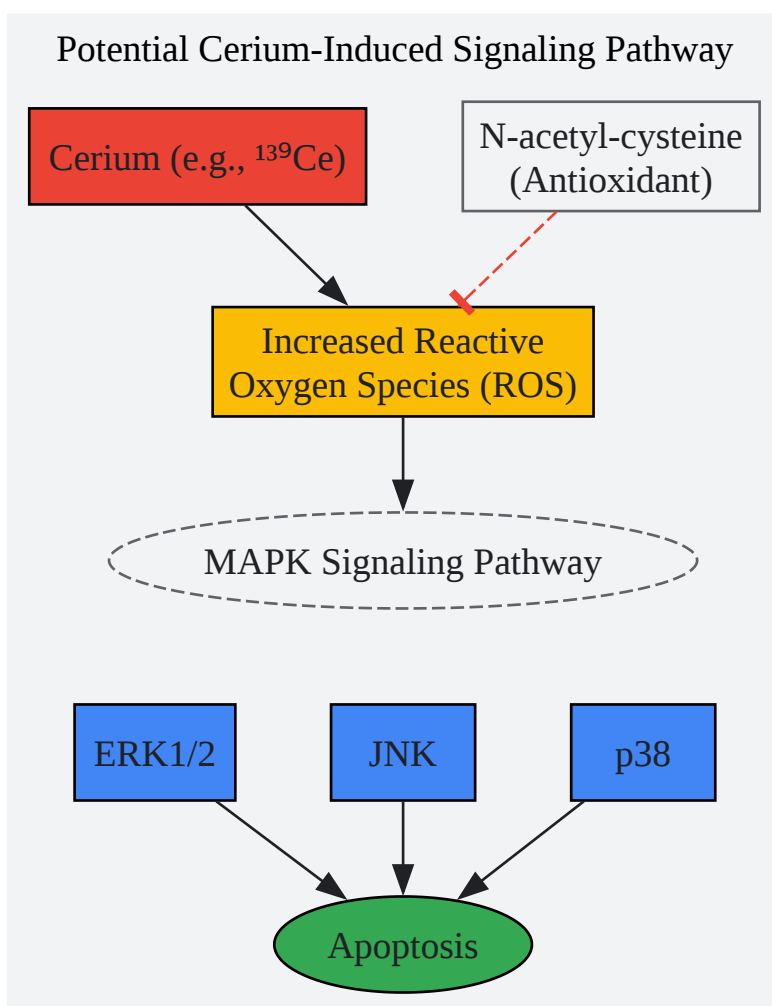 Potential Cerium-Induced Signaling Pathway
Cerium (e.g., ¹³⁹Ce)
N-acetyl-cysteine
(Antioxidant)
Increased Reactive
Oxygen Species (ROS)
MAPK Signaling Pathway
ERK1/2
JNK
p38
Apoptosis